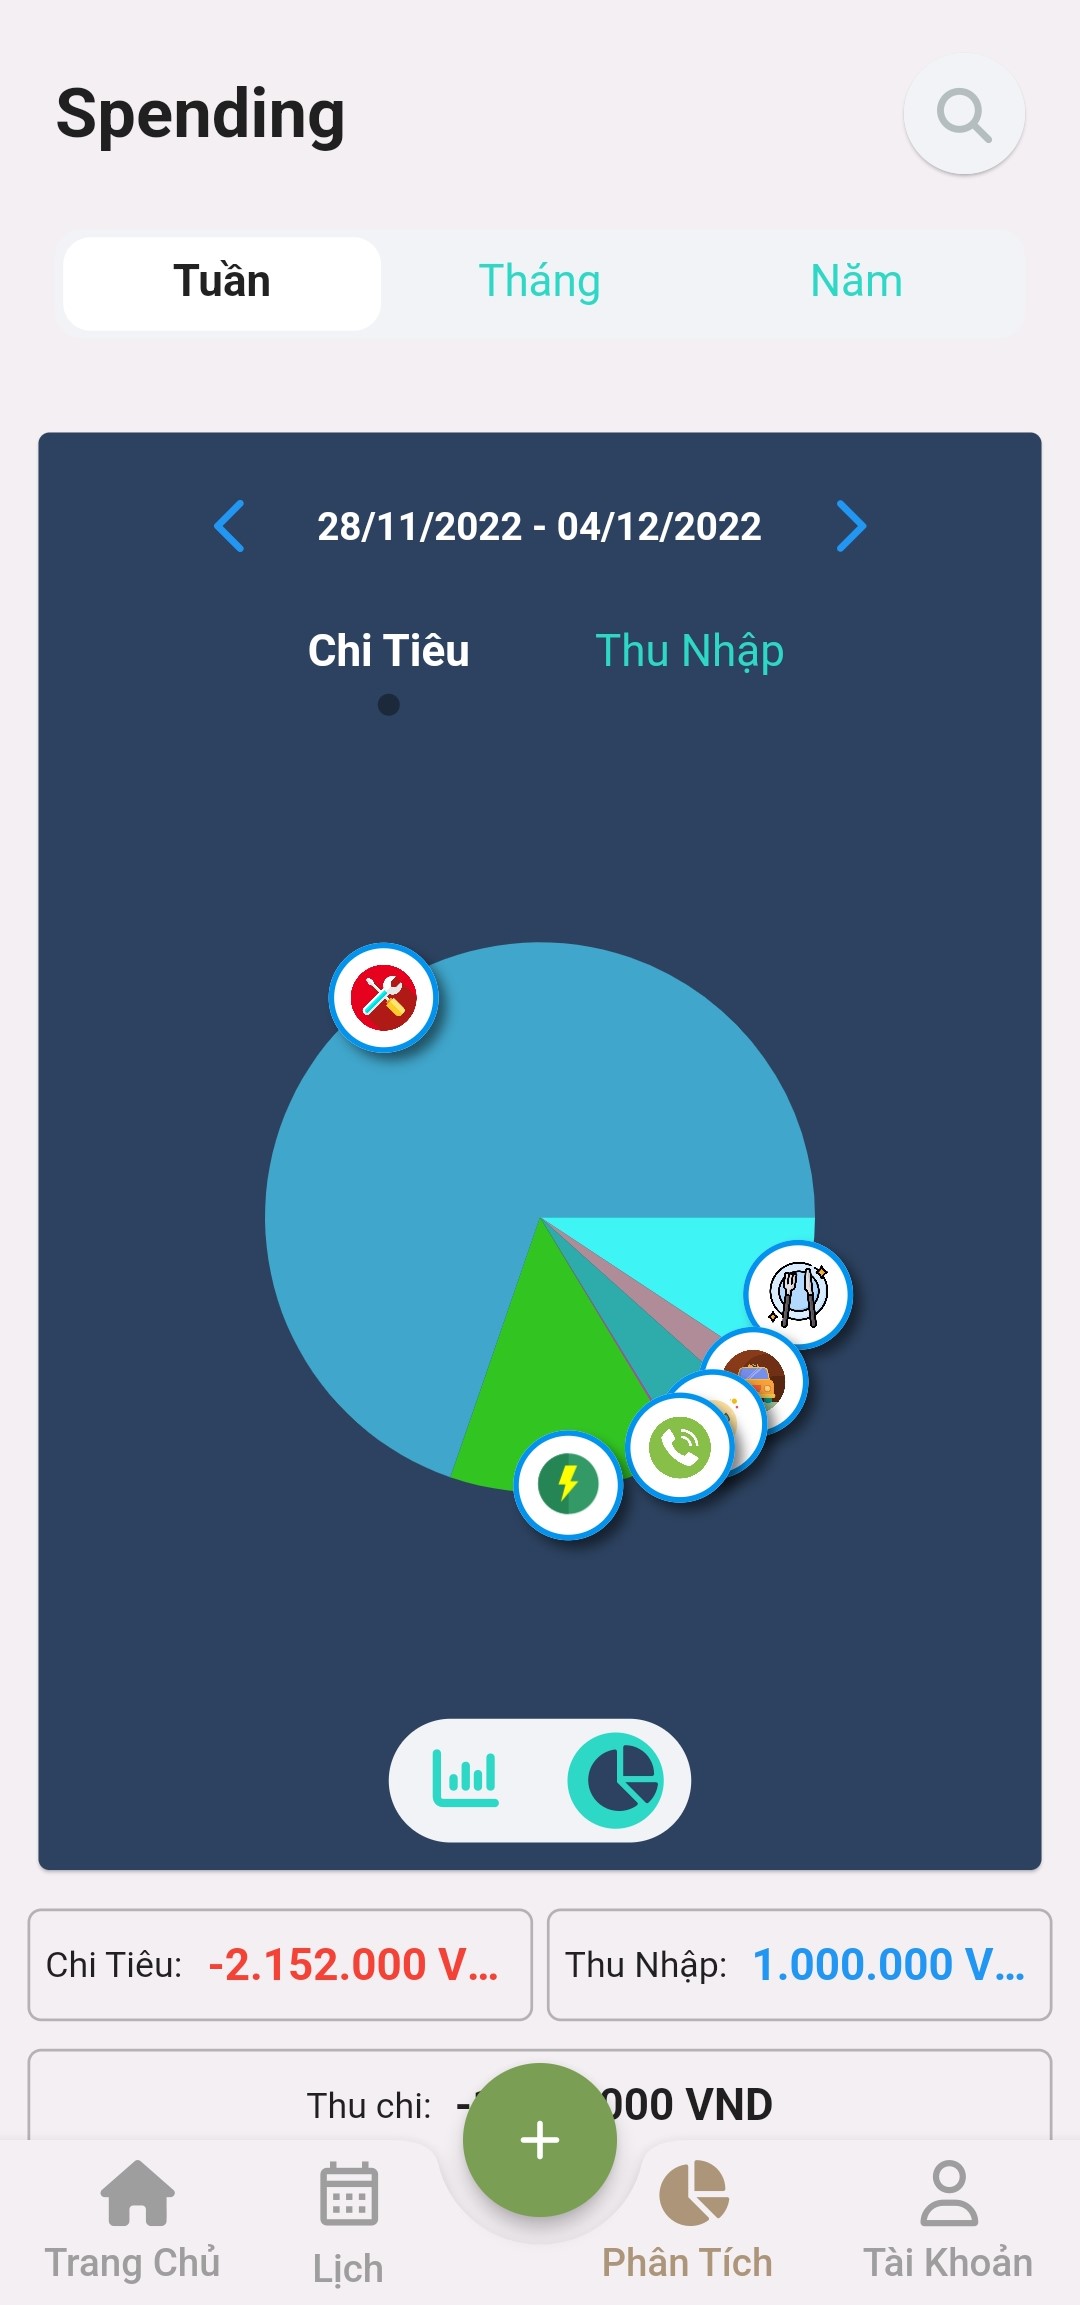 Spending
Tuần Tháng Năm
28/11/2022 - 04/12/2022
Chi Tiêu Thu Nhập
Chi Tiêu: -2.152.000 V...
Thu Nhập: 1.000.000 V...
Thu chi: - 000 VND
Trang Chủ Lịch Phân Tích Tài Khoản